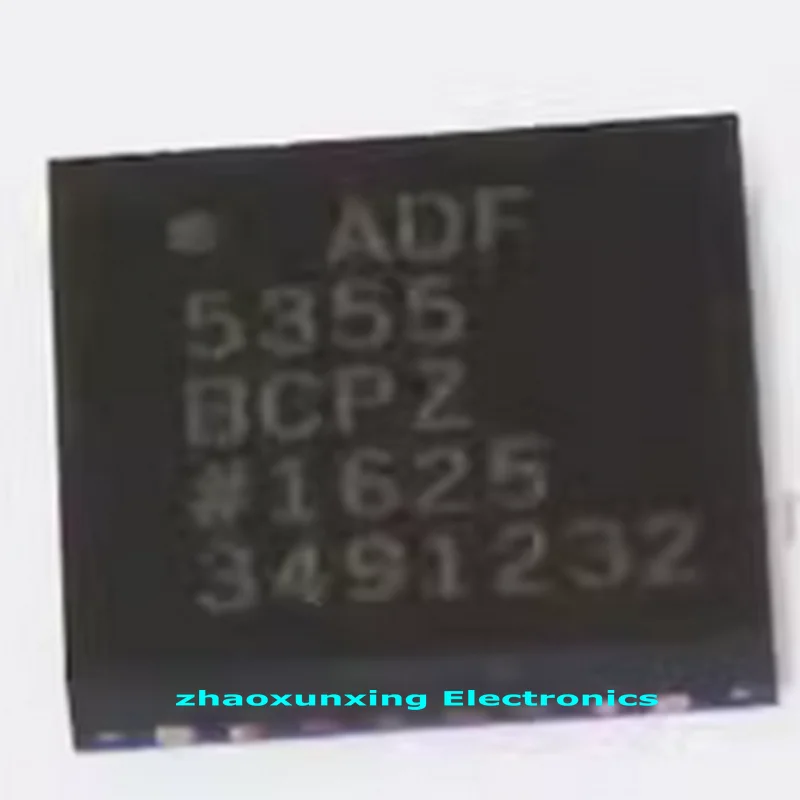 ADF
5355
BCPZ
#1625
3491232
zhaoxunxing Electronics